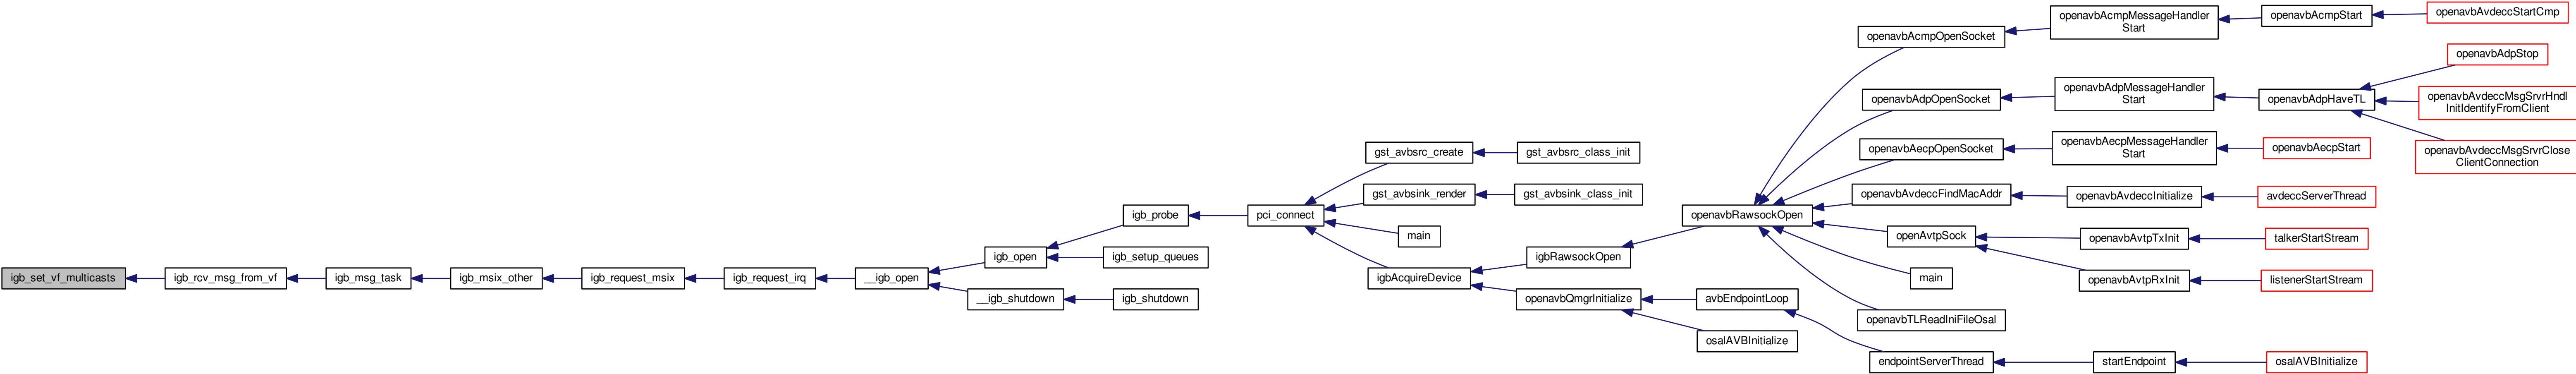 igb_set_vf_multicasts
igb_rcv_msg_from_vf
igb_msg_task
igb_msix_other
igb_request_msix
igb_request_irq
__igb_open
igb_open
igb_probe
pci_connect
gst_avbsrc_create
gst_avbsrc_class_init
gst_avbsink_render
gst_avbsink_class_init
main
igbAcquireDevice
igbRawsockOpen
openavbRawsockOpen
openavbAcmpOpenSocket
openavbAcmpMessageHandler
Start
openavbAcmpStart
openavbAvdeccStartCmp
openavbAdpOpenSocket
openavbAdpMessageHandler
Start
openavbAdpHaveTL
openavbAdpStop
openavbAvdeccMsgSrvrHndl
InitIdentifyFromClient
openavbAvdeccMsgSrvrClose
ClientConnection
openavbAecpOpenSocket
openavbAecpMessageHandler
Start
openavbAecpStart
openavbAvdeccFindMacAddr
openavbAvdeccInitialize
avdeccServerThread
openAvtpSock
openavbAvtpTxInit
talkerStartStream
openavbAvtpRxInit
listenerStartStream
main
openavbTLReadIniFileOsal
openavbQmgrInitialize
avbEndpointLoop
endpointServerThread
startEndpoint
osalAVBInitialize
osalAVBInitialize
igb_setup_queues
__igb_shutdown
igb_shutdown